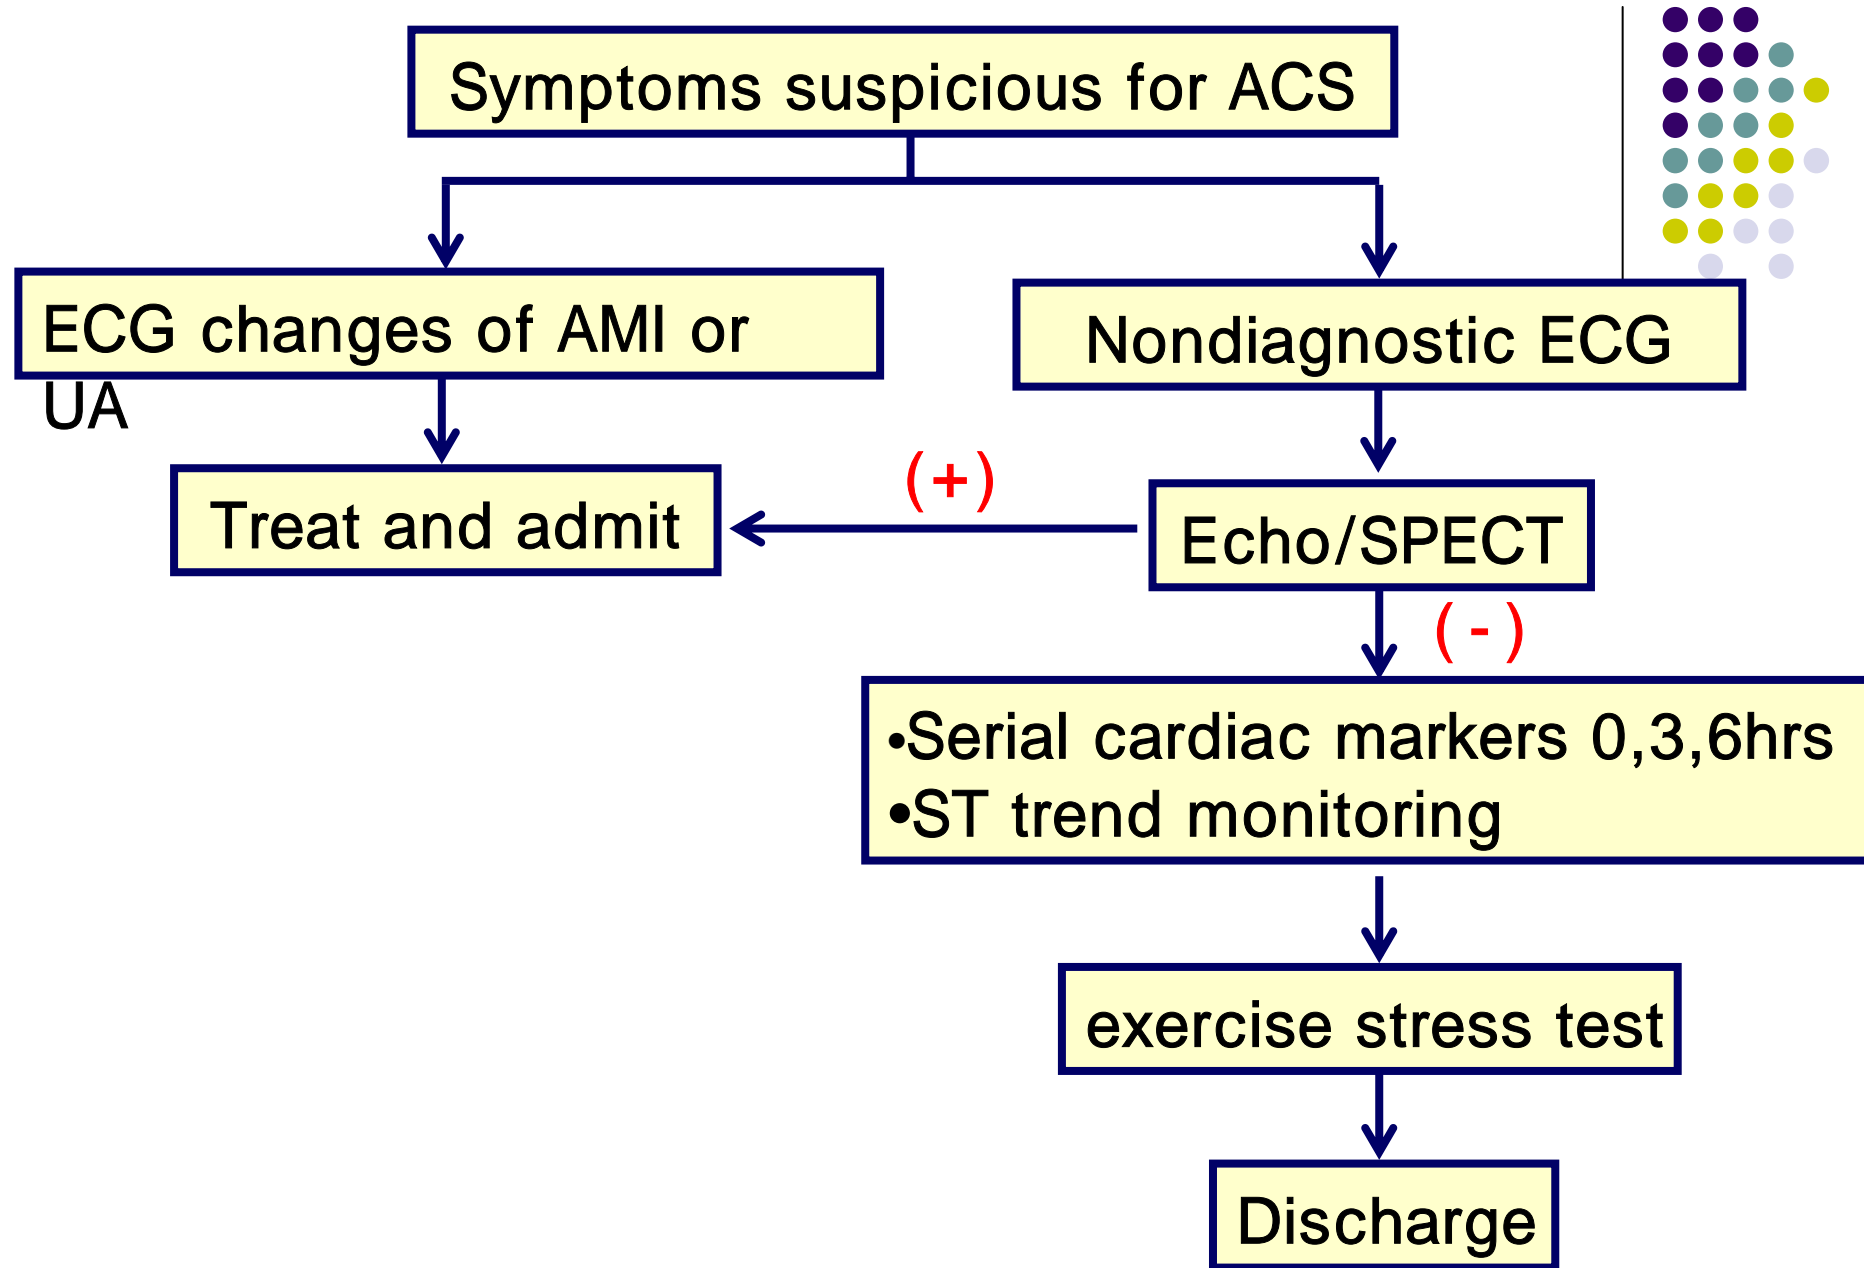 Symptoms suspicious for ACS
ECG changes of AMI or
UA
Nondiagnostic ECG
Treat and admit
(+)
Echo/SPECT
(-)
•Serial cardiac markers 0,3,6hrs
•ST trend monitoring
exercise stress test
Discharge